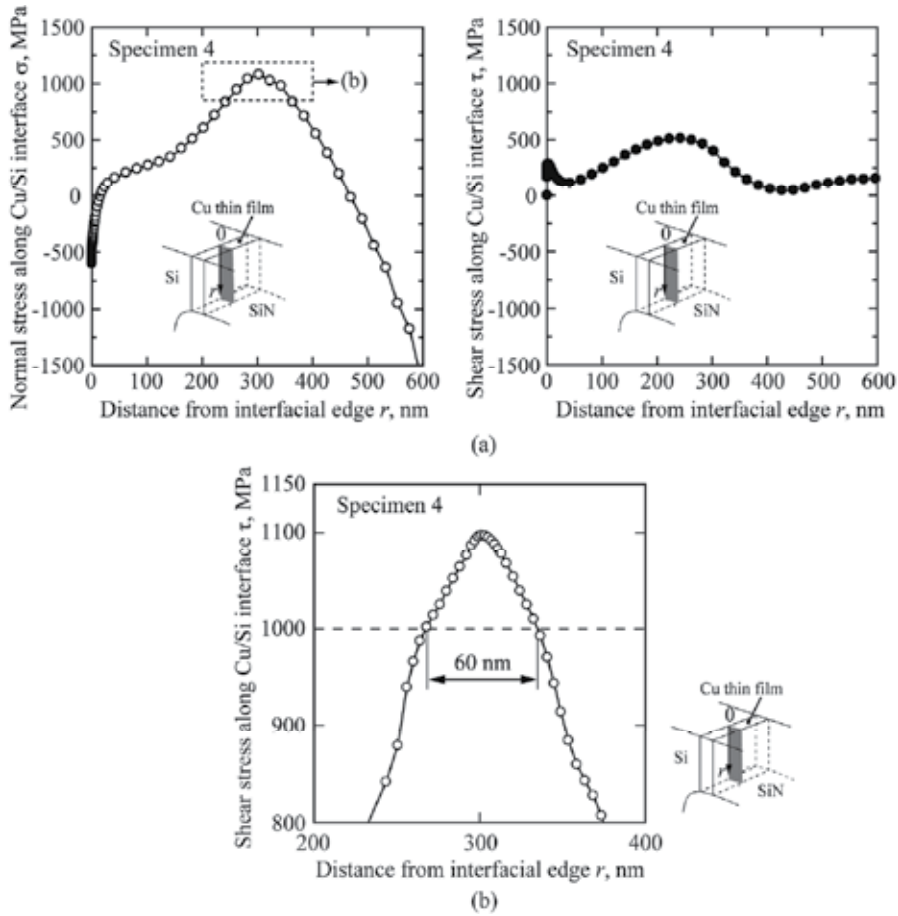 Normal stress along Cu/Si interface σ, MPa
1500
1000
500
0
-500
-1000
-1500
Specimen 4
(b)
Cu thin film
0
Si
r
SiN
0 100 200 300 400 500 600
Distance from interfacial edge r, nm
Shear stress along Cu/Si interface τ, MPa
1500
1000
500
0
-500
-1000
-1500
Specimen 4
Cu thin film
0
Si
r
SiN
0 100 200 300 400 500 600
Distance from interfacial edge r, nm
(a)
Shear stress along Cu/Si interface τ, MPa
1150
1100
1000
900
800
Specimen 4
60 nm
200 300 400
Distance from interfacial edge r, nm
Cu thin film
0
Si
r
SiN
(b)